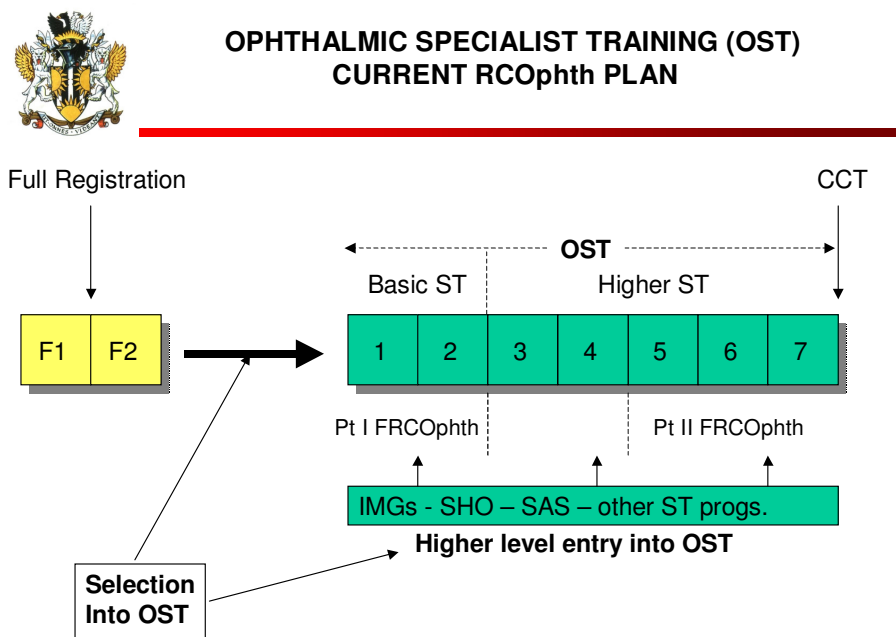 OPHTHALMIC SPECIALIST TRAINING (OST)
CURRENT RCOphth PLAN
Full Registration
CCT
OST
Basic ST
Higher ST
F1 F2
1 2 3 4 5 6 7
Pt I FRCOphth
Pt II FRCOphth
IMGs - SHO – SAS – other ST progs.
Higher level entry into OST
Selection
Into OST